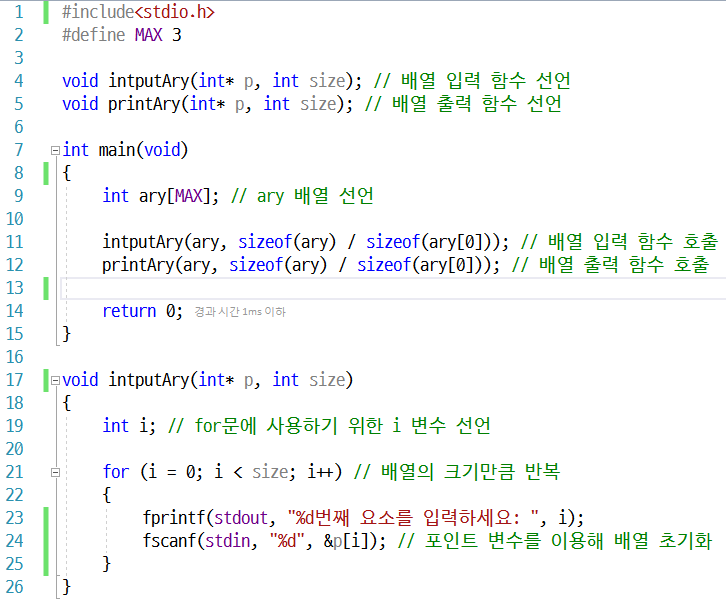 1 #include<stdio.h>
2 #define MAX 3
3
4 void intputAry(int* p, int size); // 배열 입력 함수 선언
5 void printAry(int* p, int size); // 배열 출력 함수 선언
6
7 int main(void)
8 {
9 int ary[MAX]; // ary 배열 선언
10
11 intputAry(ary, sizeof(ary) / sizeof(ary[0])); // 배열 입력 함수 호출
12 printAry(ary, sizeof(ary) / sizeof(ary[0])); // 배열 출력 함수 호출
13
14 return 0; 경과 시간 1ms 이하
15 }
16
17 void intputAry(int* p, int size)
18 {
19 int i; // for문에 사용하기 위한 i 변수 선언
20
21 for (i = 0; i < size; i++) // 배열의 크기만큼 반복
22 {
23 fprintf(stdout, "%d번째 요소를 입력하세요: ", i);
24 fscanf(stdin, "%d", &p[i]); // 포인트 변수를 이용해 배열 초기화
25 }
26 }